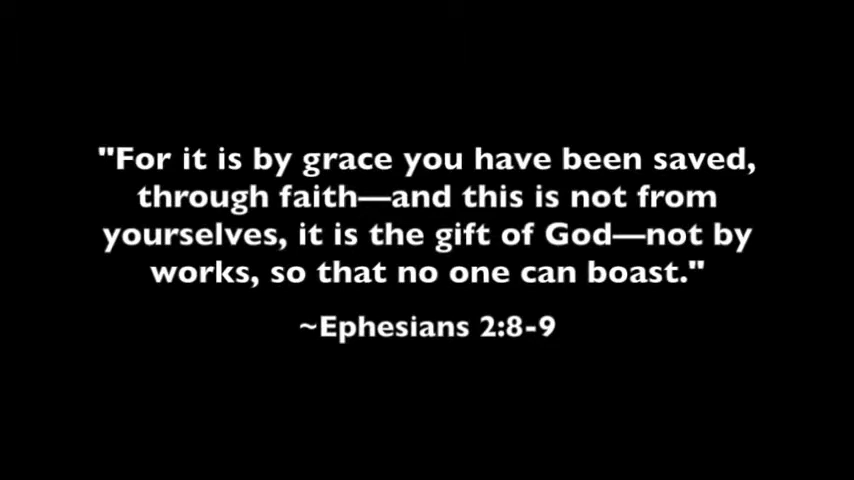 "For it is by grace you have been saved,
through faith—and this is not from
yourselves, it is the gift of God—not by
works, so that no one can boast."
~Ephesians 2:8-9